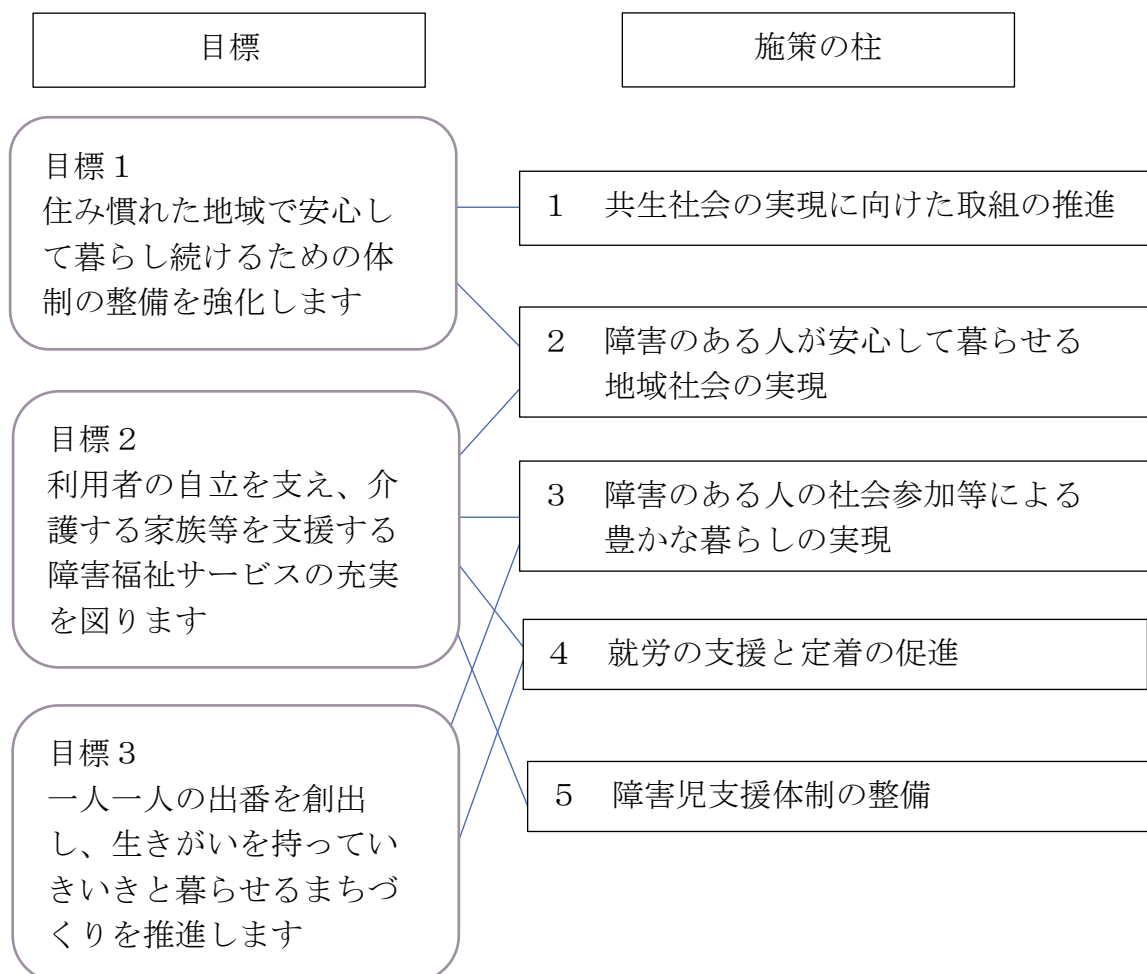 目標
施策の柱
目標１
住み慣れた地域で安心し
て暮らし続けるための体
制の整備を強化します
目標２
利用者の自立を支え、介
護する家族等を支援する
障害福祉サービスの充実
を図ります
目標３
一人一人の出番を創出
し、生きがいを持ってい
きいきと暮らせるまちづ
くりを推進します
１　共生社会の実現に向けた取組の推進
２　障害のある人が安心して暮らせる
地域社会の実現
３　障害のある人の社会参加等による
豊かな暮らしの実現
４　就労の支援と定着の促進
５　障害児支援体制の整備